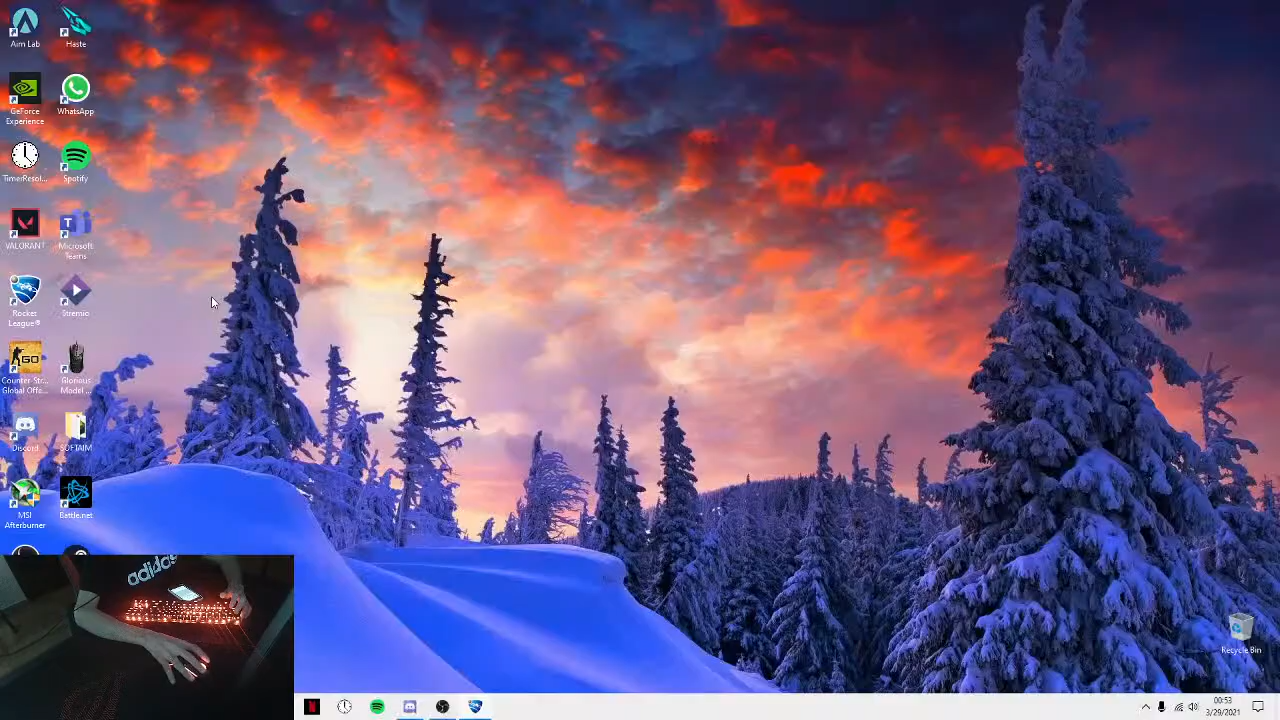 Aim Lab
Haste
GeForce
Experience
WhatsApp
TimerResol...
Spotify
VALORANT
Microsoft
Teams
Rocket
League®
Stremio
Counter-Str...
Global Offe...
Glorious
Model ...
Discord
SOFTAIM
MSI
Afterburner
Battle.net
adidas
Recycle Bin
00:53
3/29/2021